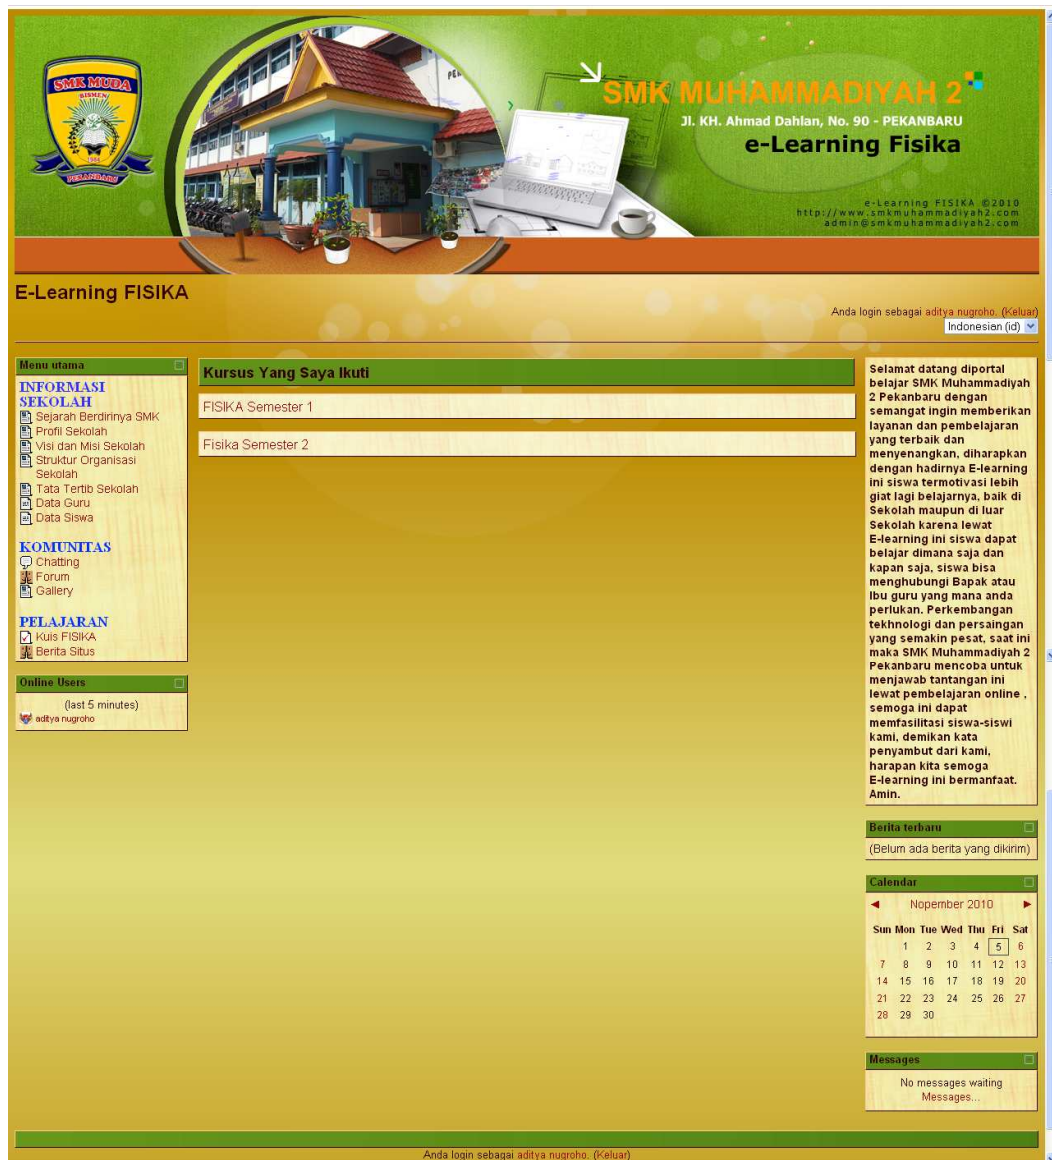 SMK MUDA
BISMEN
1984
PEKANBARU
SMK MUHAMMADIYAH 2
Jl. KH. Ahmad Dahlan, No. 90 - PEKANBARU
e-Learning Fisika
e-Learning FISIKA ©2010
http://www.smkmuhammadiyah2.com
admin@smkmuhammadiyah2.com
E-Learning FISIKA
Anda login sebagai aditya nugroho. (Keluar)
Indonesian (id)
Menu utama
INFORMASI
SEKOLAH
Sejarah Berdirinya SMK
Profil Sekolah
Visi dan Misi Sekolah
Struktur Organisasi
Sekolah
Tata Tertib Sekolah
Data Guru
Data Siswa
KOMUNITAS
Chatting
Forum
Gallery
PELAJARAN
Kuis FISIKA
Berita Situs
Online Users
(last 5 minutes)
aditya nugroho
Kursus Yang Saya Ikuti
FISIKA Semester 1
Fisika Semester 2
Selamat datang diportal
belajar SMK Muhammadiyah
2 Pekanbaru dengan
semangat ingin memberikan
layanan dan pembelajaran
yang terbaik dan
menyenangkan, diharapkan
dengan hadirnya E-learning
ini siswa termotivasi lebih
giat lagi belajarnya, baik di
Sekolah maupun di luar
Sekolah karena lewat
E-learning ini siswa dapat
belajar dimana saja dan
kapan saja, siswa bisa
menghubungi Bapak atau
Ibu guru yang mana anda
perlukan. Perkembangan
tekhnologi dan persaingan
yang semakin pesat, saat ini
maka SMK Muhammadiyah 2
Pekanbaru mencoba untuk
menjawab tantangan ini
lewat pembelajaran online ,
semoga ini dapat
memfasilitasi siswa-siswi
kami, demikan kata
penyambut dari kami,
harapan kita semoga
E-learning ini bermanfaat.
Amin.
Berita terbaru
(Belum ada berita yang dikirim)
Calendar
◄ Nopember 2010 ►
Sun Mon Tue Wed Thu Fri Sat
1 2 3 4 5 6
7 8 9 10 11 12 13
14 15 16 17 18 19 20
21 22 23 24 25 26 27
28 29 30
Messages
No messages waiting
Messages...
Anda login sebagai aditya nugroho. (Keluar)